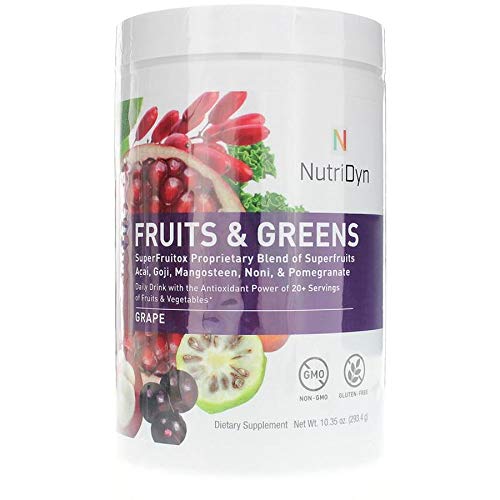 N
NutriDyn
FRUITS & GREENS
SuperFruitox Proprietary Blend of Superfruits
Acai, Goji, Mangosteen, Noni, & Pomegranate
Daily Drink with the Antioxidant Power of 20+ Servings
of Fruits & Vegetables*
GRAPE
GMO
NON-GMO
GLUTEN-FREE
Dietary Supplement Net Wt. 10.35 oz. (293.4 g)